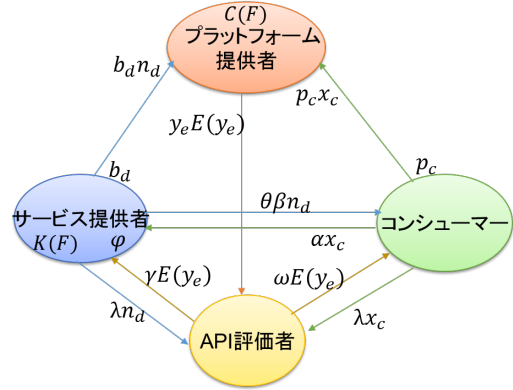 C(F)
プラットフォーム
提供者
b_d n_d
p_c x_c
y_e E(y_e)
b_d
p_c
サービス提供者
K(F) φ
θβn_d
αx_c
コンシューマー
γE(y_e)
ωE(y_e)
λn_d
λx_c
API評価者